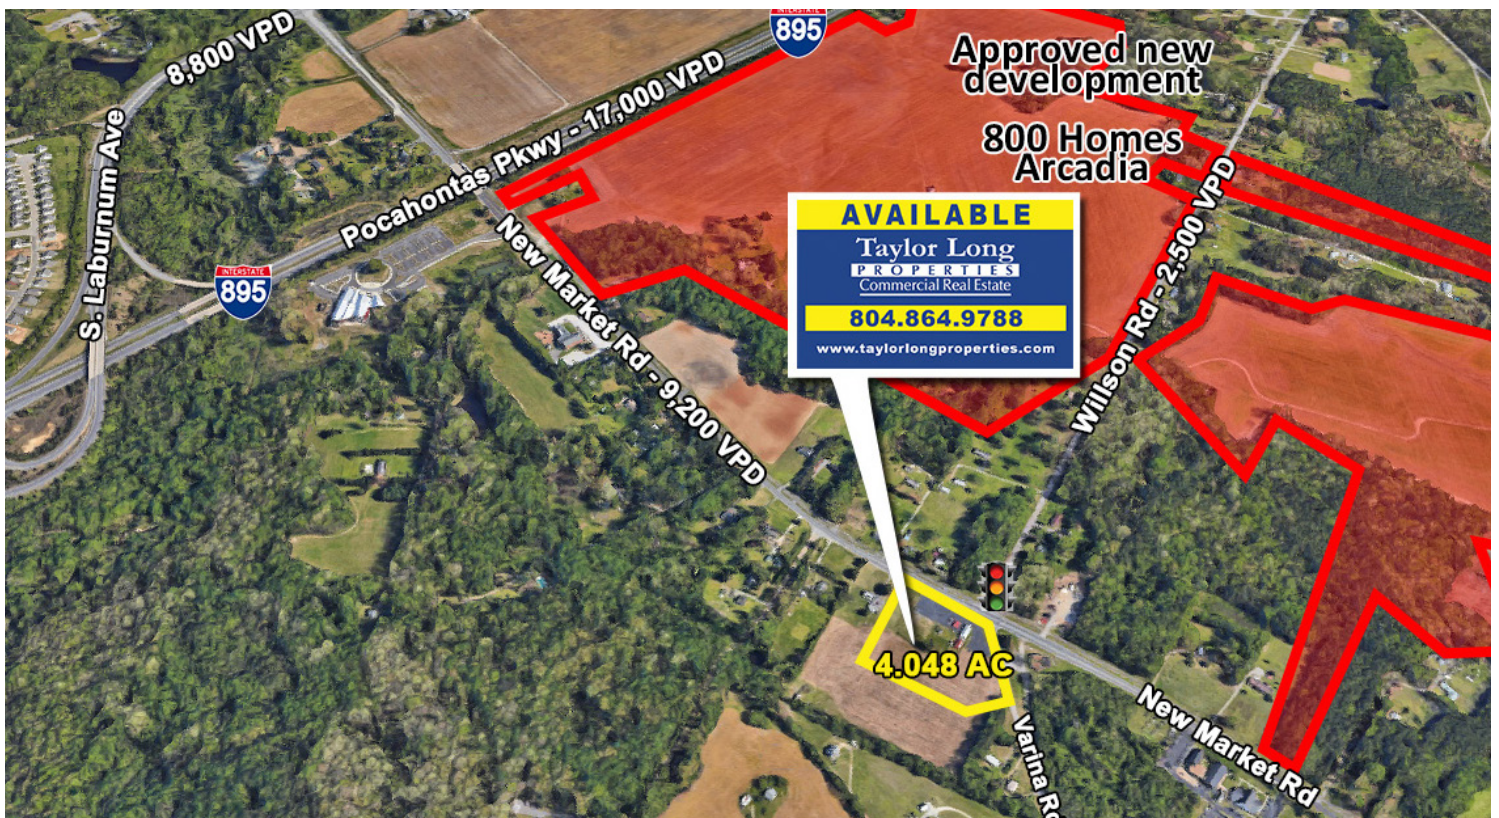 8,800 VPD
S. Laburnum Ave
Pocahontas Pkwy - 17,000 VPD
INTERSTATE
895
INTERSTATE
895
Approved new
development
800 Homes
Arcadia
Willson Rd - 2,500 VPD
New Market Rd - 9,200 VPD
AVAILABLE
Taylor Long
PROPERTIES
Commercial Real Estate
804.864.9788
www.taylorlongproperties.com
4.048 AC
New Market Rd
Varina Rd